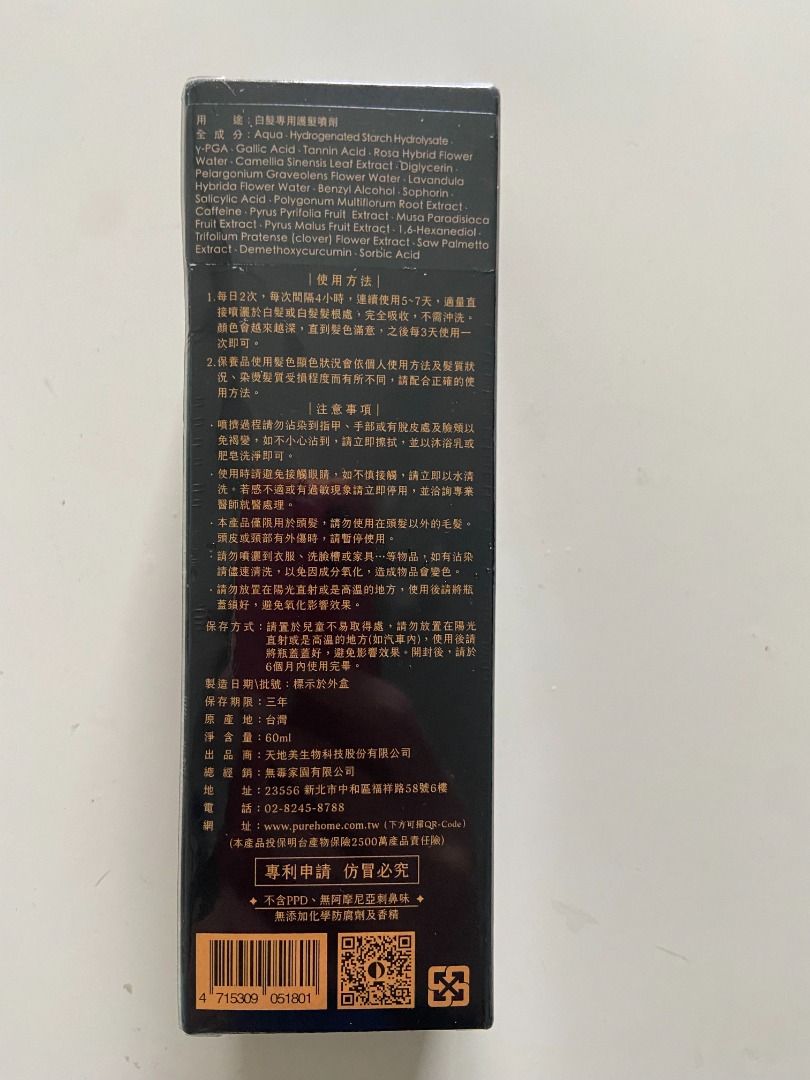 用　　途：白髮專用護髮噴劑
全 成 分：Aqua · Hydrogenated Starch Hydrolysate ·
γ-PGA · Gallic Acid · Tannin Acid · Rosa Hybrid Flower
Water · Camellia Sinensis Leaf Extract · Diglycerin ·
Pelargonium Graveolens Flower Water · Lavandula
Hybrida Flower Water · Benzyl Alcohol · Sophorin ·
Salicylic Acid · Polygonum Multiflorum Root Extract ·
Caffeine · Pyrus Pyrifolia Fruit Extract · Musa Paradisiaca
Fruit Extract · Pyrus Malus Fruit Extract · 1,6-Hexanediol ·
Trifolium Pratense (clover) Flower Extract · Saw Palmetto
Extract · Demethoxycurcumin · Sorbic Acid
|使用方法|
1.每日2次，每次間隔4小時，連續使用5~7天，適量直
接噴灑於白髮或白髮髮根處，完全吸收，不需沖洗。
顏色會越來越深，直到髮色滿意，之後每3天使用一
次即可。
2.保養品使用髮色顯色狀況會依個人使用方法及髮質狀
況、染燙髮質受損程度而有所不同，請配合正確的使
用方法。
|注意事項|
·噴擠過程請勿沾染到指甲、手部或有脫皮處及臉頰以
免褐變，如不小心沾到，請立即擦拭，並以沐浴乳或
肥皂洗淨即可。
·使用時請避免接觸眼睛，如不慎接觸，請立即以水清
洗。若感不適或有過敏現象請立即停用，並洽詢專業
醫師就醫處理。
·本產品僅限用於頭髮，請勿使用在頭髮以外的毛髮。
頭皮或頸部有外傷時，請暫停使用。
·請勿噴灑到衣服、洗臉槽或家具…等物品，如有沾染
請儘速清洗，以免因成分氧化，造成物品會變色。
·請勿放置在陽光直射或是高溫的地方，使用後請將瓶
蓋鎖好，避免氧化影響效果。
保存方式：請置於兒童不易取得處，請勿放置在陽光
直射或是高溫的地方(如汽車內)，使用後請
將瓶蓋蓋好，避免影響效果。開封後，請於
6個月內使用完畢。
製造日期\批號：標示於外盒
保存期限：三年
原 產 地：台灣
淨 含 量：60ml
出 品 商：天地美生物科技股份有限公司
總 經 銷：無毒家園有限公司
地　　址：23556 新北市中和區福祥路58號6樓
電　　話：02-8245-8788
網　　址：www.purehome.com.tw (下方可掃QR-Code)
(本產品投保明台產物保險2500萬產品責任險)
專利申請 仿冒必究
✦ 不含PPD、無阿摩尼亞刺鼻味 ✦
無添加化學防腐劑及香精
4 715309 051801